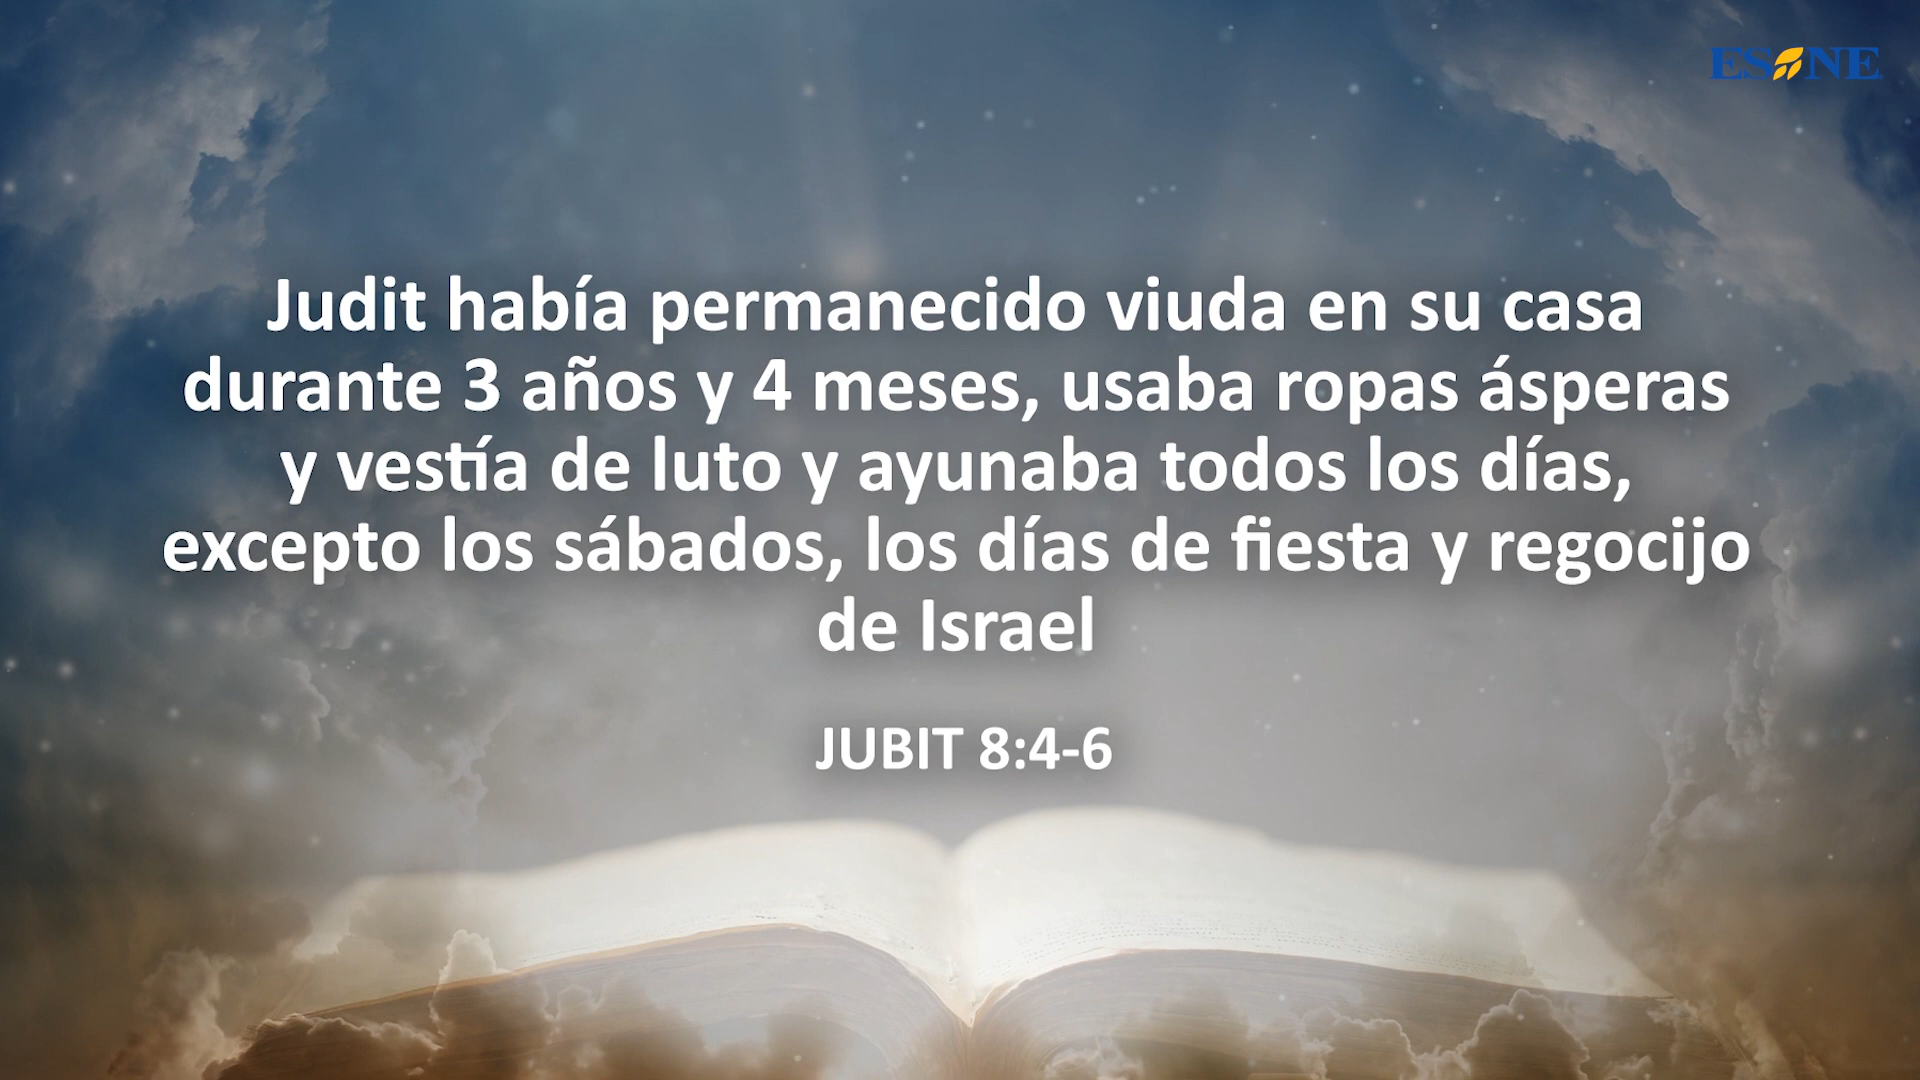 ESNE
Judit había permanecido viuda en su casa
durante 3 años y 4 meses, usaba ropas ásperas
y vestía de luto y ayunaba todos los días,
excepto los sábados, los días de fiesta y regocijo
de Israel
JUBIT 8:4-6